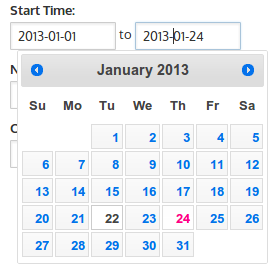 Start Time:
2013-01-01 to 2013-01-24
N
January 2013
Su Mo Tu We Th Fr Sa
1 2 3 4 5
6 7 8 9 10 11 12
13 14 15 16 17 18 19
20 21 22 23 24 25 26
27 28 29 30 31